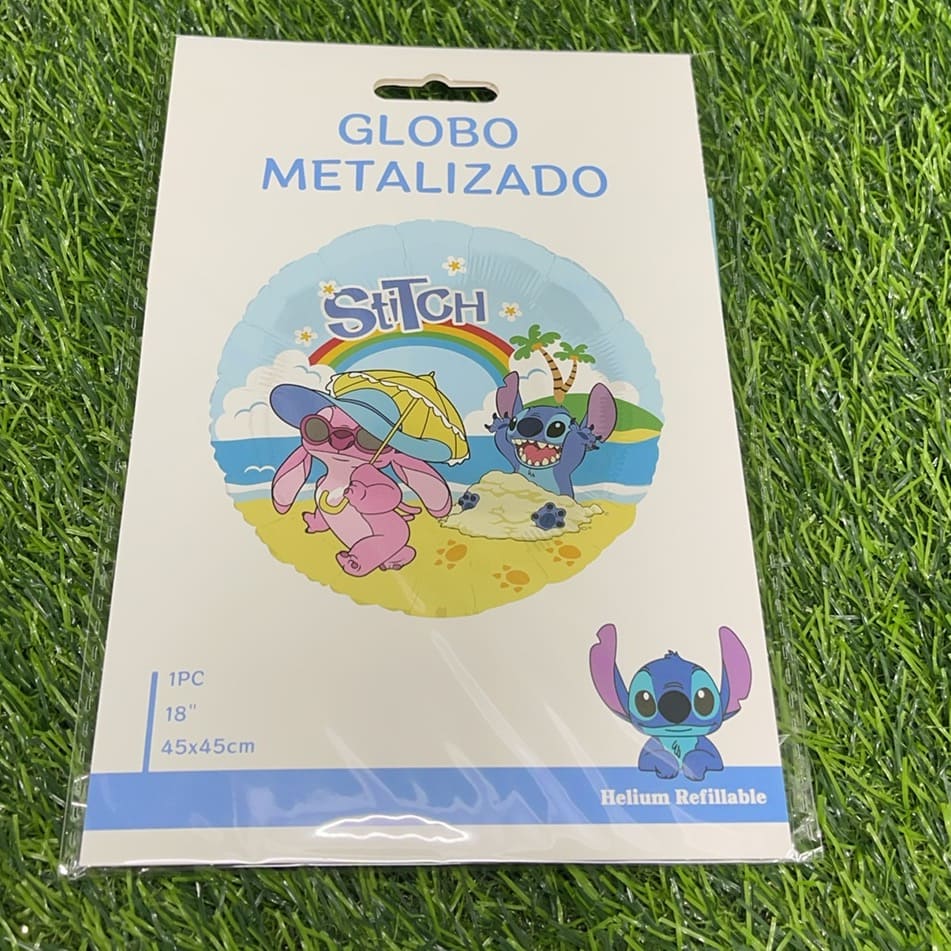 GLOBO
METALIZADO
StiTCH
1PC
18"
45x45cm
Helium Refillable